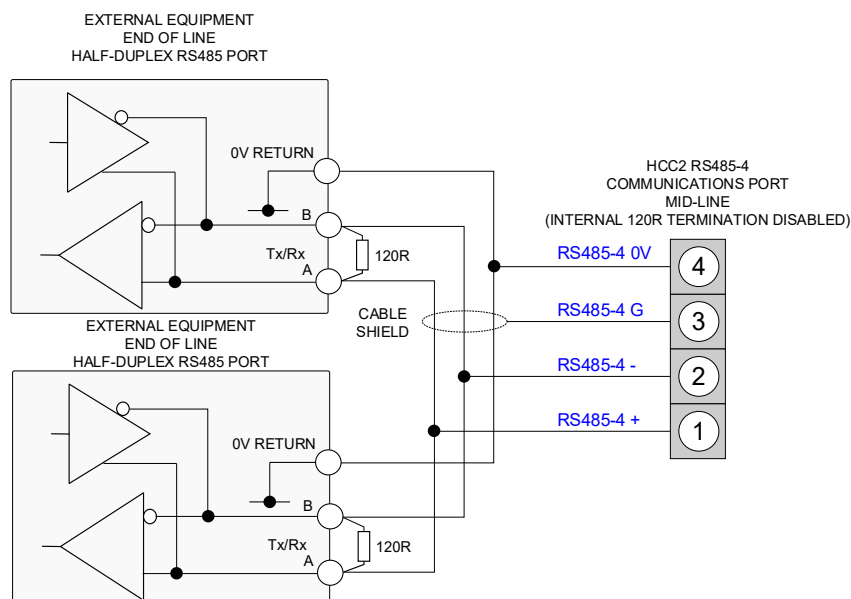 EXTERNAL EQUIPMENT
END OF LINE
HALF-DUPLEX RS485 PORT
0V RETURN
B
Tx/Rx
A
120R
HCC2 RS485-4
COMMUNICATIONS PORT
MID-LINE
(INTERNAL 120R TERMINATION DISABLED)
RS485-4 0V
4
CABLE
SHIELD
RS485-4 G
3
RS485-4 -
2
RS485-4 +
1
EXTERNAL EQUIPMENT
END OF LINE
HALF-DUPLEX RS485 PORT
0V RETURN
B
Tx/Rx
A
120R